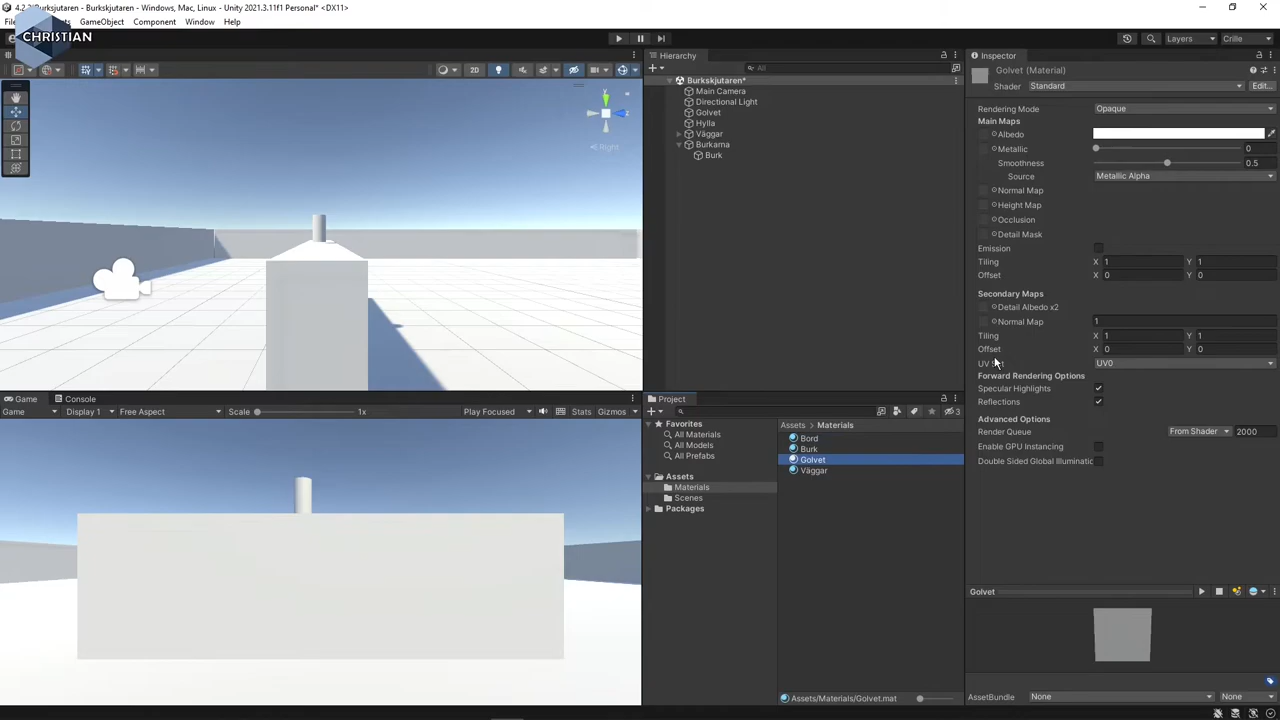 Burkskjutaren - Burkskjutaren - Windows, Mac, Linux - Unity 2021.3.11f1 Personal* <DX11>
GameObject Component Window Help
CHRISTIAN
Layers Crille
2D
Right
Hierarchy
All
Burkskjutaren*
Main Camera
Directional Light
Golvet
Hylla
Väggar
Burkarna
Burk
Game Console
Game Display 1 Free Aspect Scale 1x Play Focused Stats Gizmos
Project
3
Favorites
All Materials
All Models
All Prefabs
Assets
Materials
Scenes
Packages
Assets > Materials
Bord
Burk
Golvet
Väggar
Assets/Materials/Golvet.mat
Inspector
Golvet (Material)
Shader Standard Edit...
Rendering Mode Opaque
Main Maps
Albedo
Metallic 0
Smoothness 0.5
Source Metallic Alpha
Normal Map
Height Map
Occlusion
Detail Mask
Emission
Tiling X 1 Y 1
Offset X 0 Y 0
Secondary Maps
Detail Albedo x2
Normal Map 1
Tiling X 1 Y 1
Offset X 0 Y 0
UV Set UV0
Forward Rendering Options
Specular Highlights
Reflections
Advanced Options
Render Queue From Shader 2000
Enable GPU Instancing
Double Sided Global Illuminatic
Golvet
AssetBundle None None